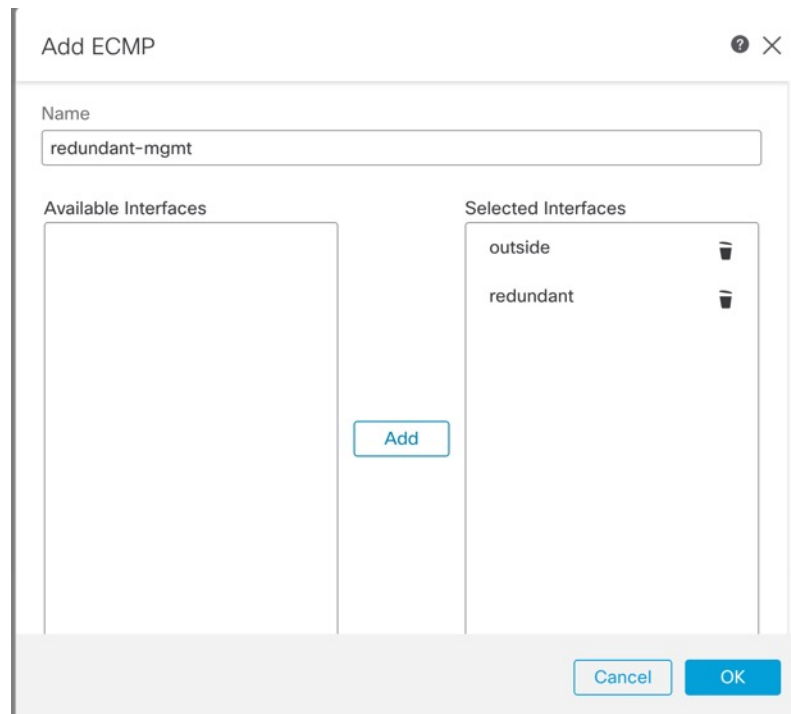 Add ECMP
Name
redundant-mgmt
Available Interfaces
Selected Interfaces
outside
redundant
Add
Cancel
OK